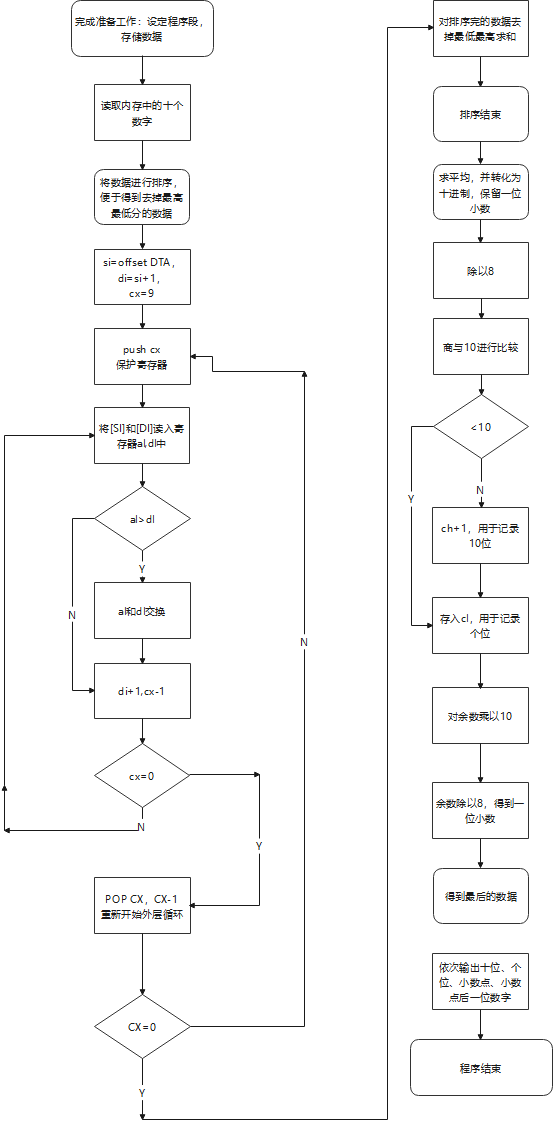 完成准备工作：设定程序段，
存储数据
读取内存中的十个
数字
将数据进行排序，
便于得到去掉最高
最低分的数据
si=offset DTA，
di=si+1，
cx=9
push cx
保护寄存器
将[SI]和[DI]读入寄
存器al,dl中
al>dl
Y
N
al和dl交换
di+1,cx-1
cx=0
N
Y
POP CX，CX-1
重新开始外层循环
CX=0
N
Y
对排序完的数据去
掉最低最高求和
排序结束
求平均，并转化为
十进制，保留一位
小数
除以8
商与10进行比较
<10
Y
N
ch+1，用于记录
10位
存入cl，用于记录
个位
对余数乘以10
余数除以8，得到一
位小数
得到最后的数据
依次输出十位、个
位、小数点、小数
点后一位数字
程序结束